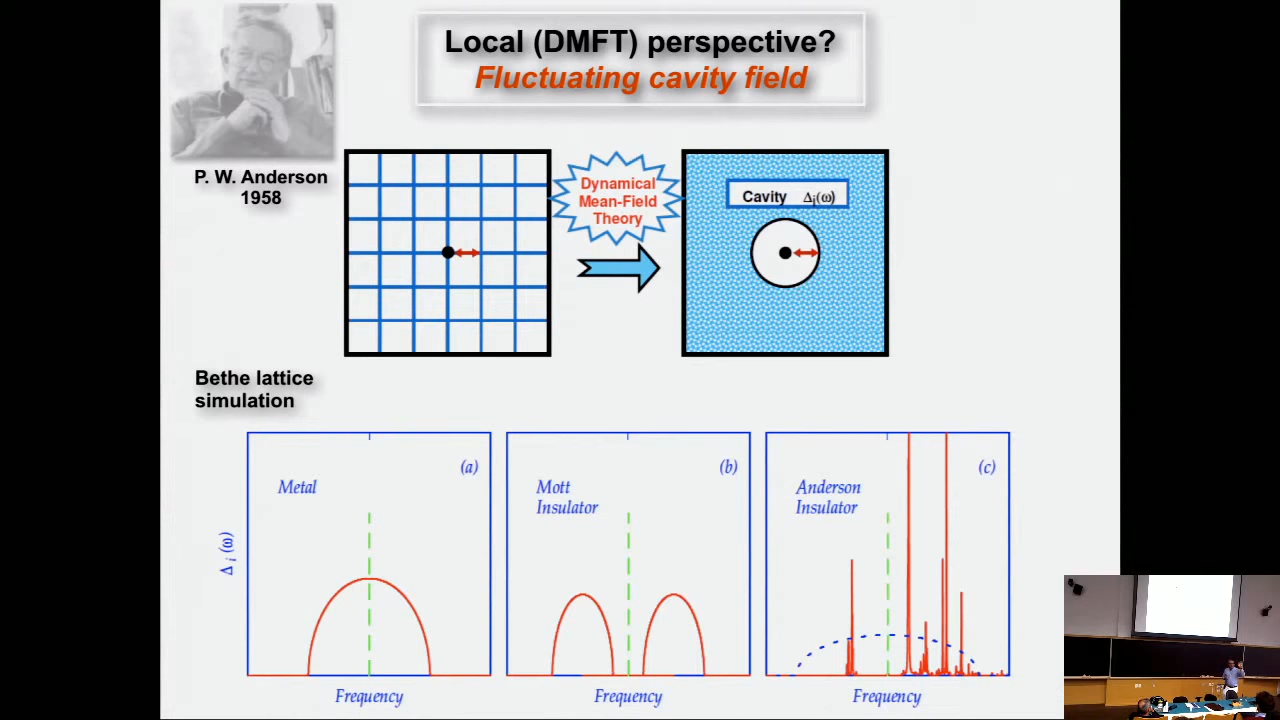 Local (DMFT) perspective?
Fluctuating cavity field
P. W. Anderson
1958
Dynamical
Mean-Field
Theory
Cavity Δi(ω)
Bethe lattice
simulation
(a)
Metal
Δ i (ω)
Frequency
(b)
Mott
Insulator
Frequency
(c)
Anderson
Insulator
Frequency